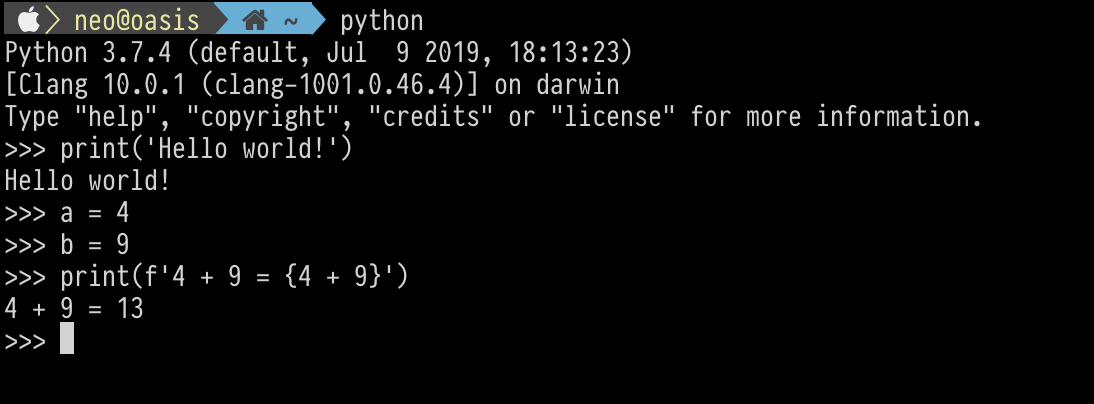 neo@oasis ~ python
Python 3.7.4 (default, Jul  9 2019, 18:13:23)
[Clang 10.0.1 (clang-1001.0.46.4)] on darwin
Type "help", "copyright", "credits" or "license" for more information.
>>> print('Hello world!')
Hello world!
>>> a = 4
>>> b = 9
>>> print(f'4 + 9 = {4 + 9}')
4 + 9 = 13
>>>